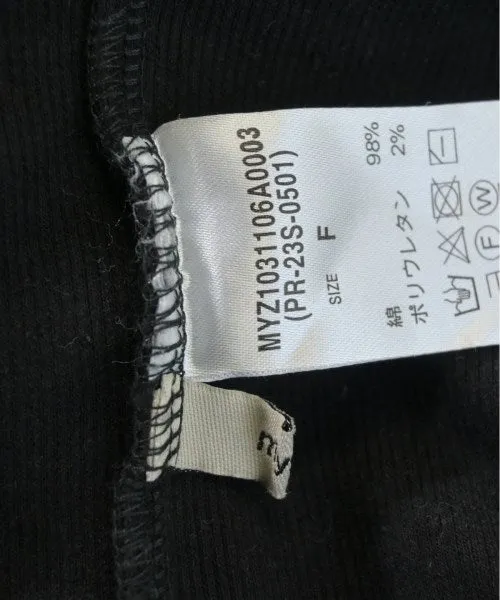 MYZ1031106A0003
(PR-23S-0501)
SIZE F
綿 98%
ポリウレタン 2%
F
W